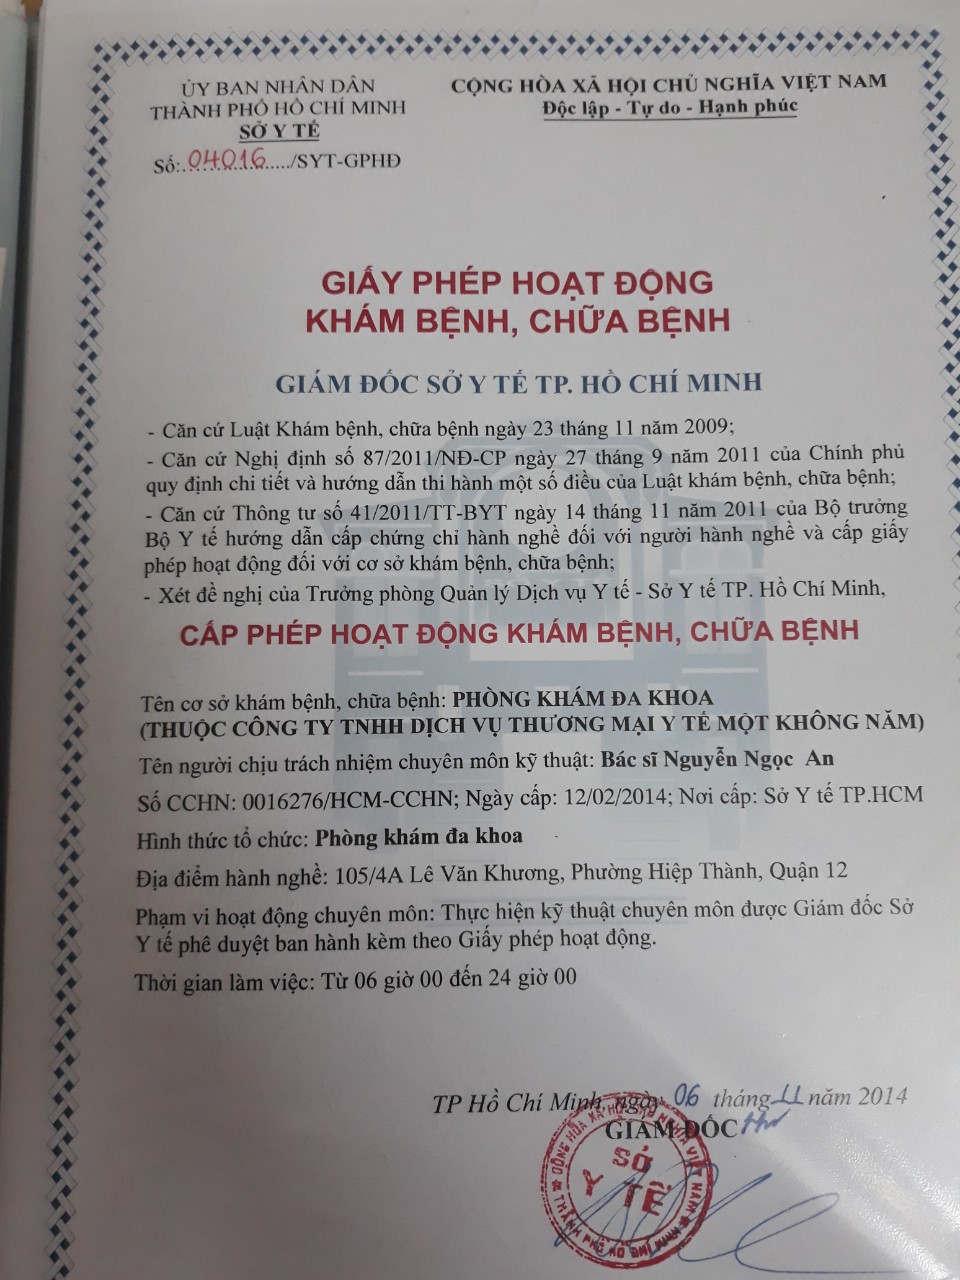 ỦY BAN NHÂN DÂN
THÀNH PHỐ HỒ CHÍ MINH
SỞ Y TẾ
Số:.04016...../SYT-GPHĐ
CỘNG HÒA XÃ HỘI CHỦ NGHĨA VIỆT NAM
Độc lập - Tự do - Hạnh phúc
GIẤY PHÉP HOẠT ĐỘNG
KHÁM BỆNH, CHỮA BỆNH
GIÁM ĐỐC SỞ Y TẾ TP. HỒ CHÍ MINH
- Căn cứ Luật Khám bệnh, chữa bệnh ngày 23 tháng 11 năm 2009;
- Căn cứ Nghị định số 87/2011/NĐ-CP ngày 27 tháng 9 năm 2011 của Chính phủ
quy định chi tiết và hướng dẫn thi hành một số điều của Luật khám bệnh, chữa bệnh;
- Căn cứ Thông tư số 41/2011/TT-BYT ngày 14 tháng 11 năm 2011 của Bộ trưởng
Bộ Y tế hướng dẫn cấp chứng chỉ hành nghề đối với người hành nghề và cấp giấy
phép hoạt động đối với cơ sở khám bệnh, chữa bệnh;
- Xét đề nghị của Trưởng phòng Quản lý Dịch vụ Y tế - Sở Y tế TP. Hồ Chí Minh,
CẤP PHÉP HOẠT ĐỘNG KHÁM BỆNH, CHỮA BỆNH
Tên cơ sở khám bệnh, chữa bệnh: PHÒNG KHÁM ĐA KHOA
(THUỘC CÔNG TY TNHH DỊCH VỤ THƯƠNG MẠI Y TẾ MỘT KHÔNG NĂM)
Tên người chịu trách nhiệm chuyên môn kỹ thuật: Bác sĩ Nguyễn Ngọc An
Số CCHN: 0016276/HCM-CCHN; Ngày cấp: 12/02/2014; Nơi cấp: Sở Y tế TP.HCM
Hình thức tổ chức: Phòng khám đa khoa
Địa điểm hành nghề: 105/4A Lê Văn Khương, Phường Hiệp Thành, Quận 12
Phạm vi hoạt động chuyên môn: Thực hiện kỹ thuật chuyên môn được Giám đốc Sở
Y tế phê duyệt ban hành kèm theo Giấy phép hoạt động.
Thời gian làm việc: Từ 06 giờ 00 đến 24 giờ 00
TP Hồ Chí Minh, ngày 06 tháng 11 năm 2014
GIÁM ĐỐC
CỘNG HÒA XÃ HỘI CHỦ NGHĨA VIỆT NAM
SỞ
Y TẾ
THÀNH PHỐ HỒ CHÍ MINH